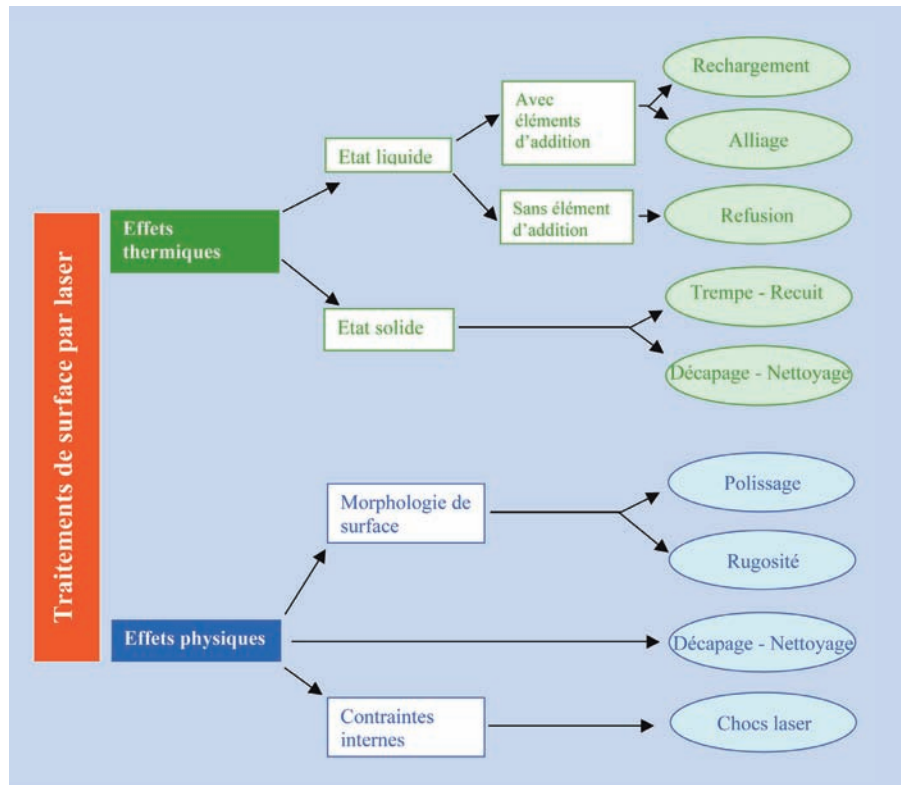 Traitements de surface par laser
Effets
thermiques
Etat liquide
Avec
éléments
d'addition
Rechargement
Alliage
Sans élément
d'addition
Refusion
Etat solide
Trempe - Recuit
Décapage - Nettoyage
Effets physiques
Morphologie de
surface
Polissage
Rugosité
Décapage - Nettoyage
Contraintes
internes
Chocs laser